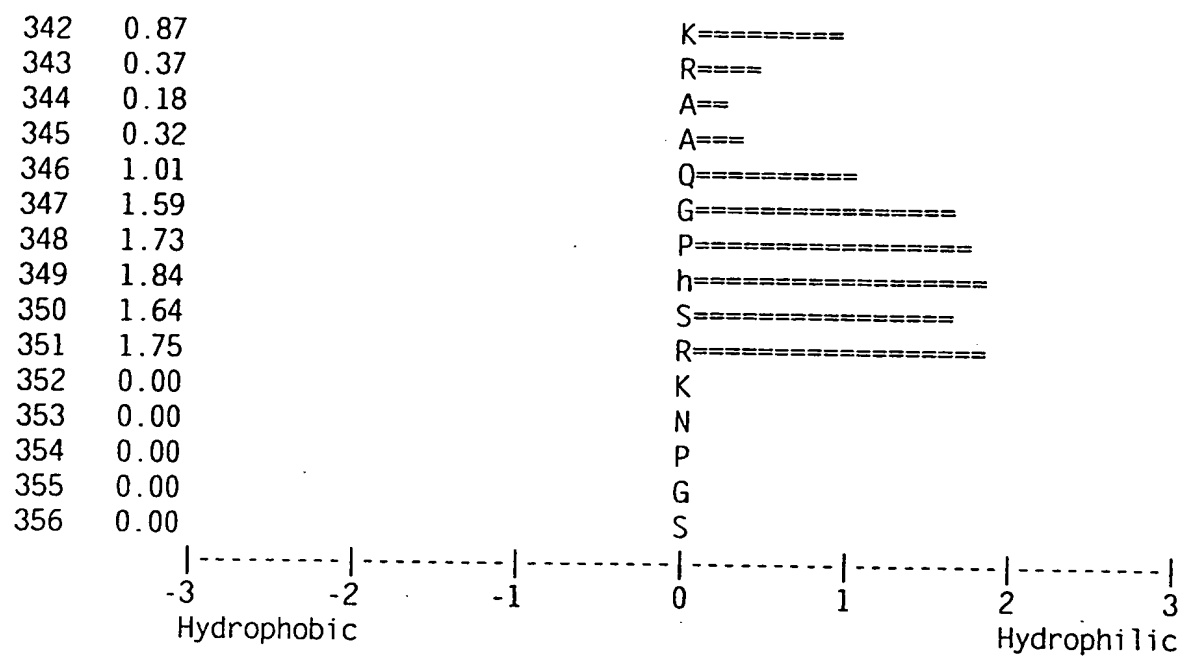 342 0.87 K=========
343 0.37 R====
344 0.18 A==
345 0.32 A===
346 1.01 Q==========
347 1.59 G================
348 1.73 P=================
349 1.84 h==================
350 1.64 S================
351 1.75 R==================
352 0.00 K
353 0.00 N
354 0.00 P
355 0.00 G
356 0.00 S
|---------|---------|---------|---------|---------|---------|
-3 -2 -1 0 1 2 3
Hydrophobic Hydrophilic